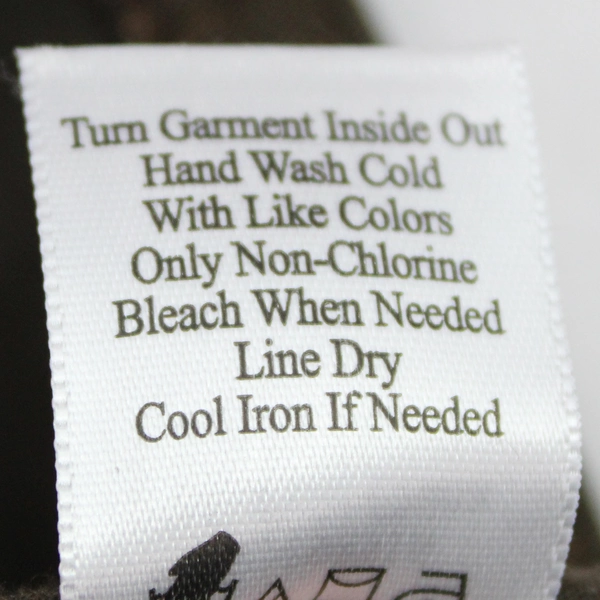 Turn Garment Inside Out
Hand Wash Cold
With Like Colors
Only Non-Chlorine
Bleach When Needed
Line Dry
Cool Iron If Needed